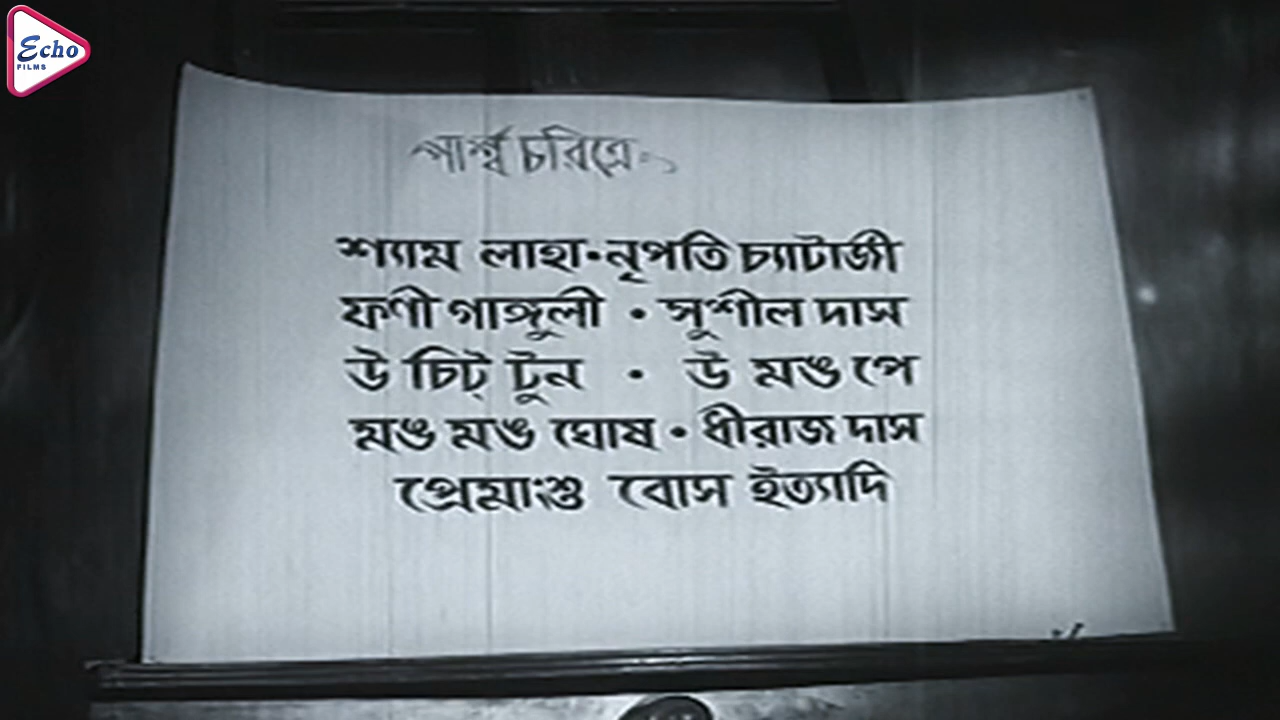 Echo
FILMS
পার্শ্ব চরিত্রে
শ্যাম লাহা • নৃপতি চ্যাটার্জী
ফণী গাঙ্গুলী • সুশীল দাস
উ চিট্ টুন • উ মঙ পে
মঙ মঙ ঘোষ • ধীরাজ দাস
প্রেমাংশু বোস ইত্যাদি